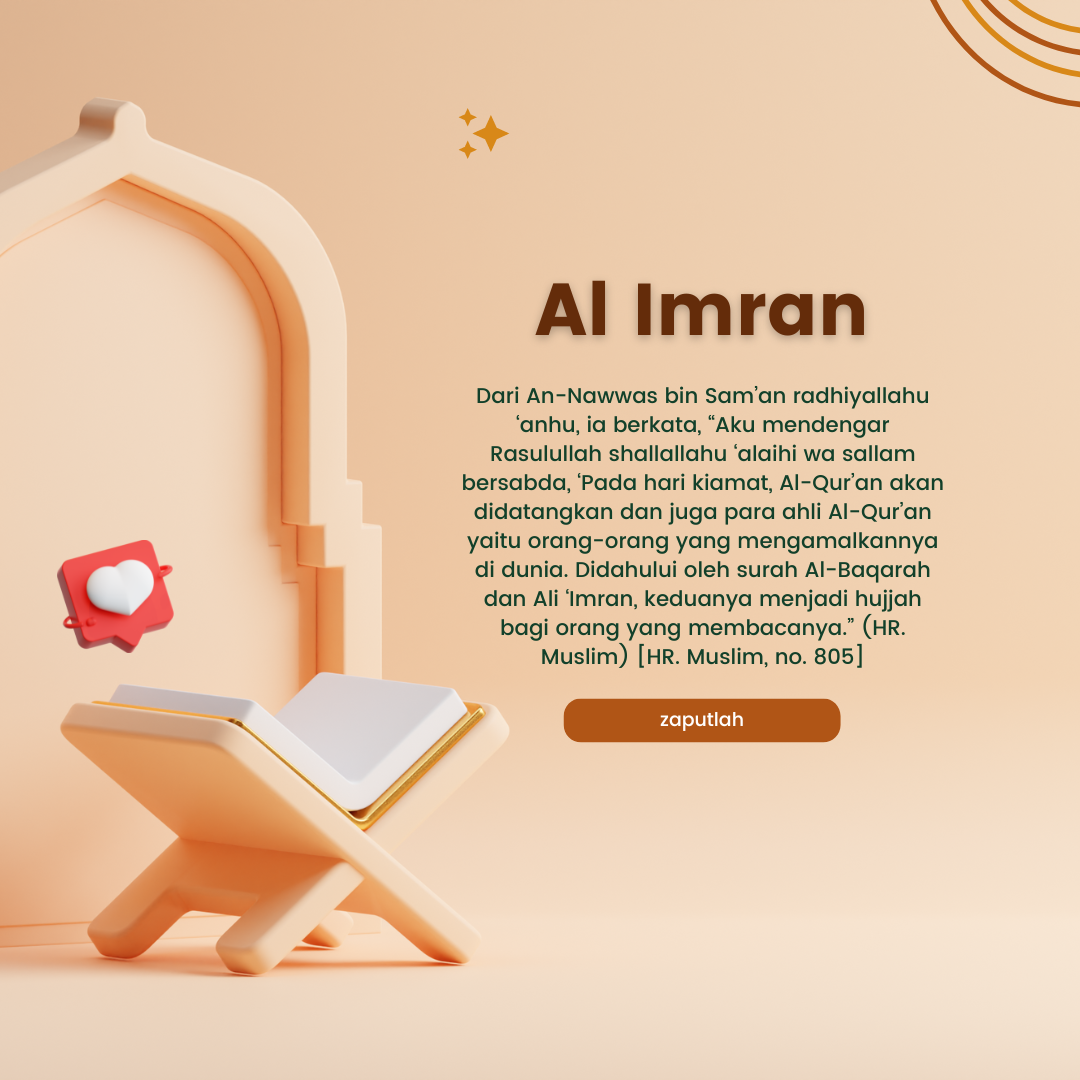 Al Imran
Dari An-Nawwas bin Sam’an radhiyallahu
‘anhu, ia berkata, “Aku mendengar
Rasulullah shallallahu ‘alaihi wa sallam
bersabda, ‘Pada hari kiamat, Al-Qur’an akan
didatangkan dan juga para ahli Al-Qur’an
yaitu orang-orang yang mengamalkannya
di dunia. Didahului oleh surah Al-Baqarah
dan Ali ‘Imran, keduanya menjadi hujjah
bagi orang yang membacanya.” (HR.
Muslim) [HR. Muslim, no. 805]
zaputlah